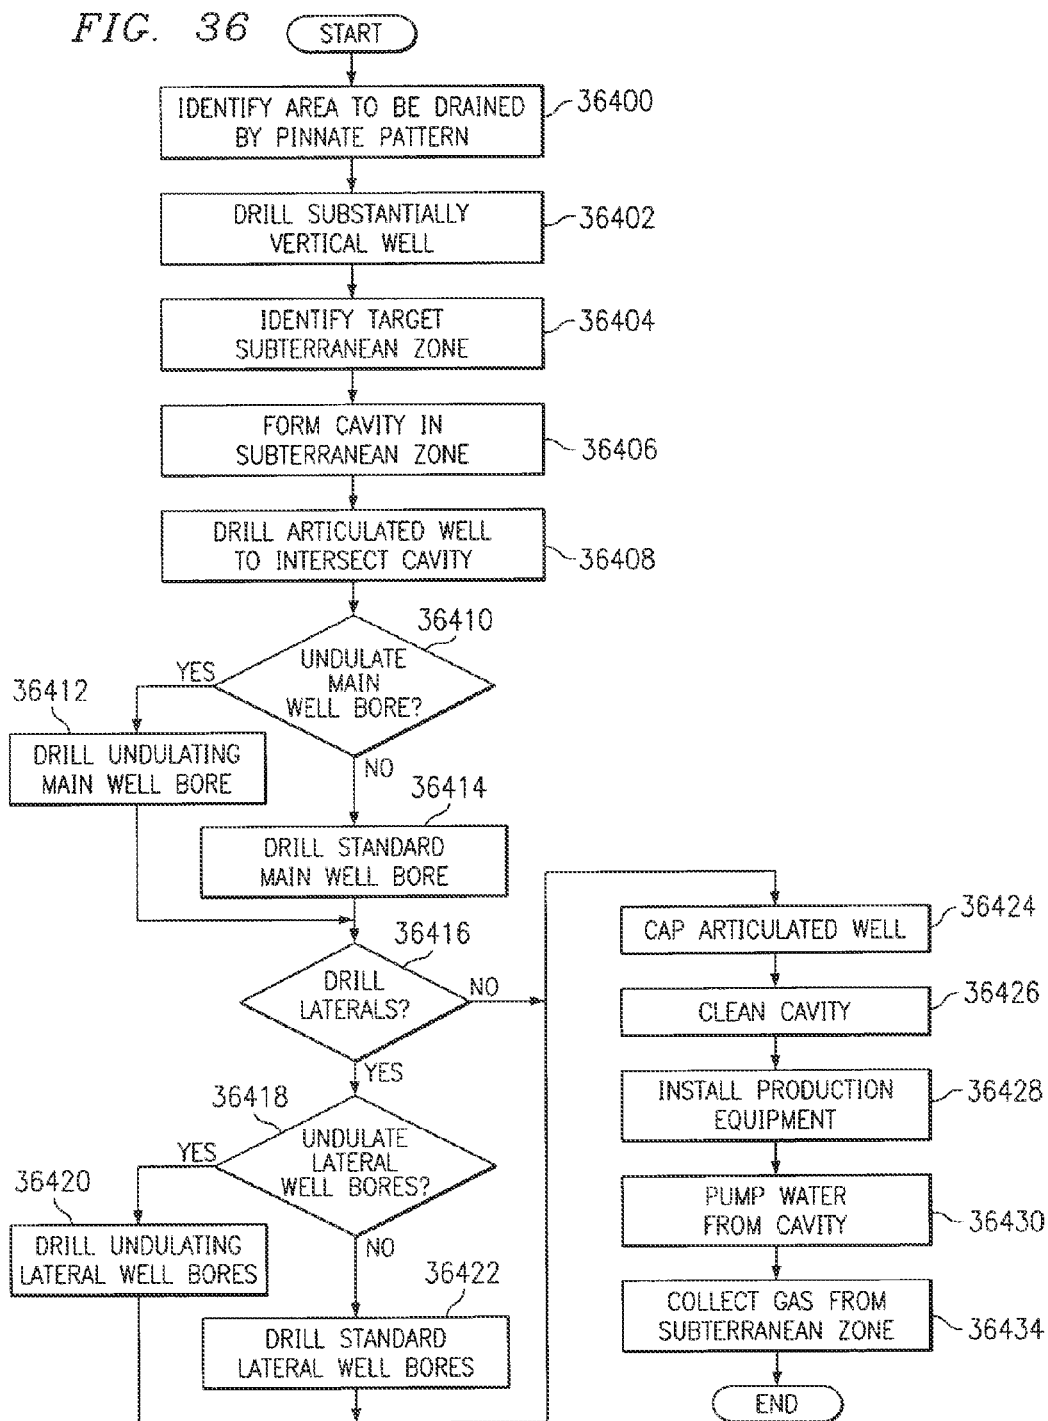 FIG. 36
START
IDENTIFY AREA TO BE DRAINED
BY PINNATE PATTERN
36400
DRILL SUBSTANTIALLY
VERTICAL WELL
36402
IDENTIFY TARGET
SUBTERRANEAN ZONE
36404
FORM CAVITY IN
SUBTERRANEAN ZONE
36406
DRILL ARTICULATED WELL
TO INTERSECT CAVITY
36408
36410
UNDULATE
MAIN
WELL BORE?
YES
NO
36412
DRILL UNDULATING
MAIN WELL BORE
36414
DRILL STANDARD
MAIN WELL BORE
36416
DRILL
LATERALS?
NO
YES
36418
UNDULATE
LATERAL
WELL BORES?
YES
NO
36420
DRILL UNDULATING
LATERAL WELL BORES
36422
DRILL STANDARD
LATERAL WELL BORES
CAP ARTICULATED WELL
36424
CLEAN CAVITY
36426
INSTALL PRODUCTION
EQUIPMENT
36428
PUMP WATER
FROM CAVITY
36430
COLLECT GAS FROM
SUBTERRANEAN ZONE
36434
END